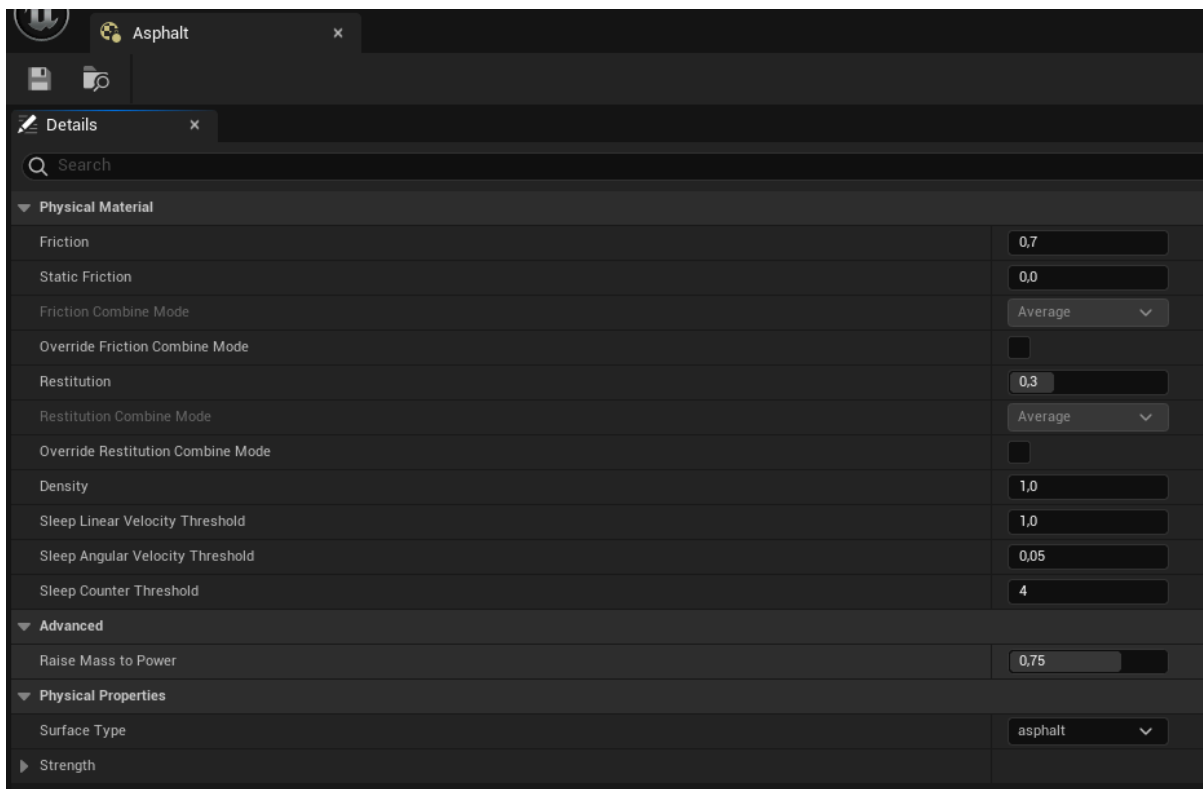 Asphalt
Details
Search
Physical Material
Friction 0,7
Static Friction 0,0
Friction Combine Mode Average
Override Friction Combine Mode
Restitution 0,3
Restitution Combine Mode Average
Override Restitution Combine Mode
Density 1,0
Sleep Linear Velocity Threshold 1,0
Sleep Angular Velocity Threshold 0,05
Sleep Counter Threshold 4
Advanced
Raise Mass to Power 0,75
Physical Properties
Surface Type asphalt
Strength